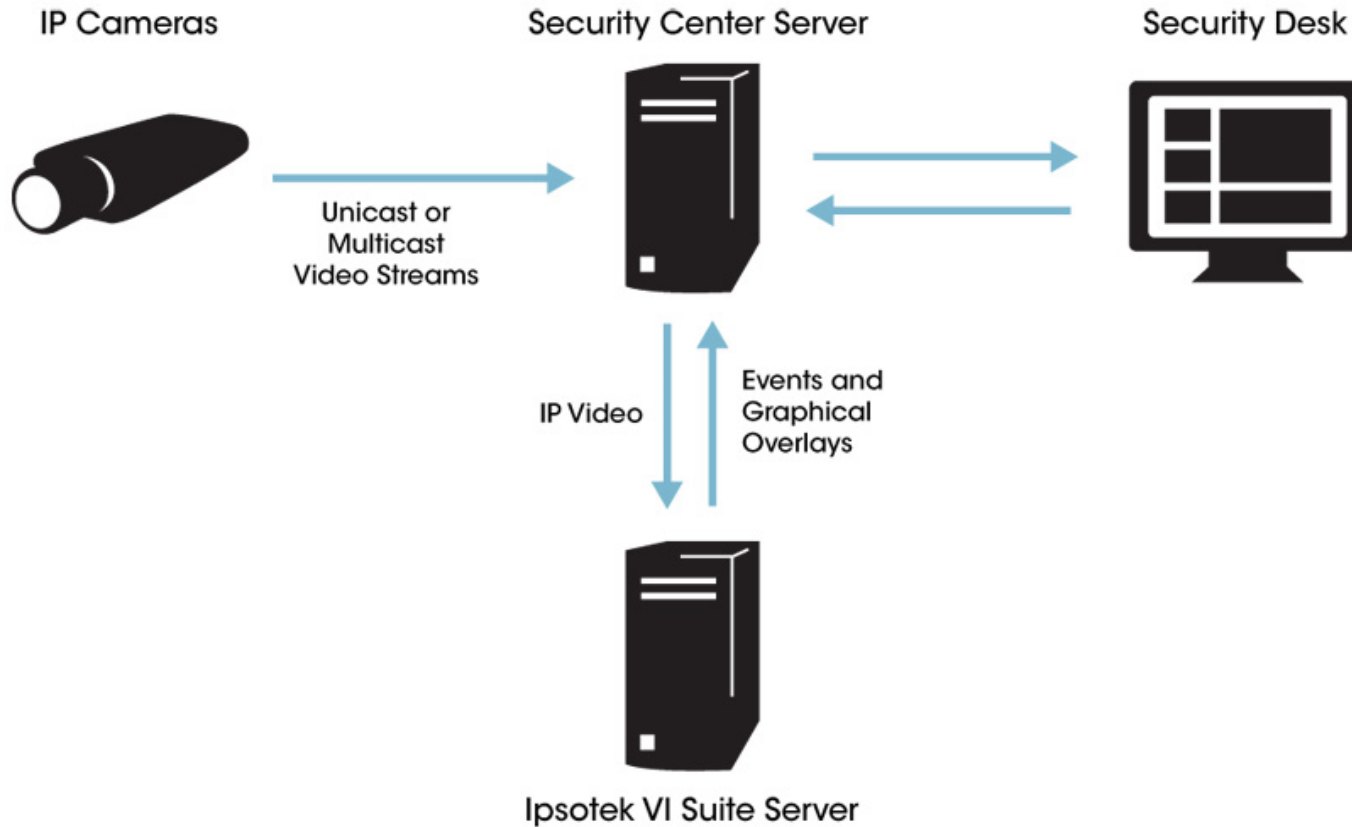 IP Cameras
Security Center Server
Security Desk
Unicast or
Multicast
Video Streams
IP Video
Events and
Graphical
Overlays
Ipsotek VI Suite Server